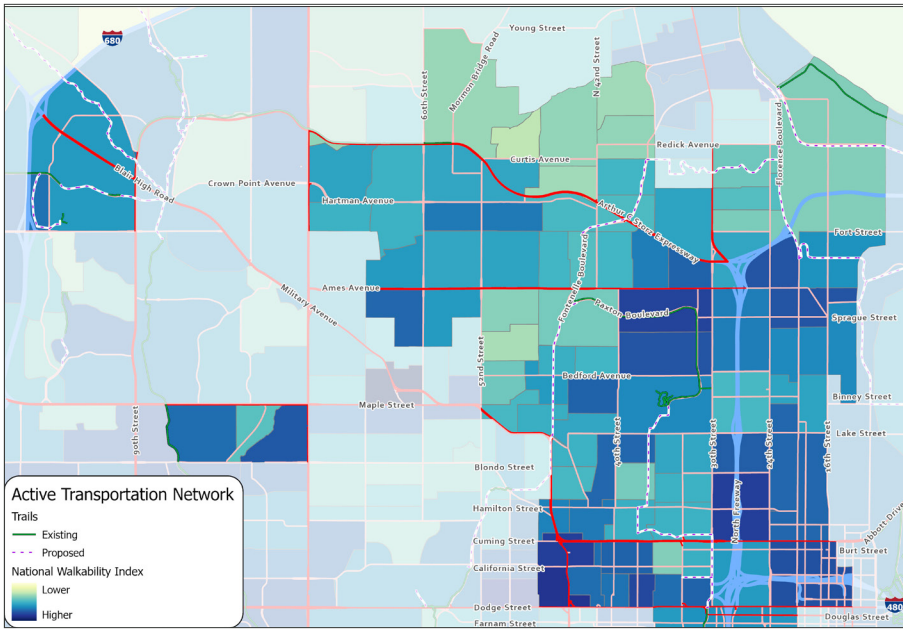 680
Young Street
60th Street
Mormon Bridge Road
N 42nd Street
Redick Avenue
Florence Boulevard
Curtis Avenue
Blair High Road
Crown Point Avenue
Hartman Avenue
Arthur C Storz Expressway
Fort Street
Fontenelle Boulevard
Ames Avenue
Military Avenue
Paxton Boulevard
Sprague Street
52nd Street
Bedford Avenue
Binney Street
Maple Street
90th Street
40th Street
30th Street
24th Street
16th Street
Lake Street
Blondo Street
North Freeway
Hamilton Street
Abbott Drive
Cuming Street
Burt Street
California Street
Dodge Street
480
Douglas Street
Farnam Street
Active Transportation Network
Trails
Existing
Proposed
National Walkability Index
Lower
Higher